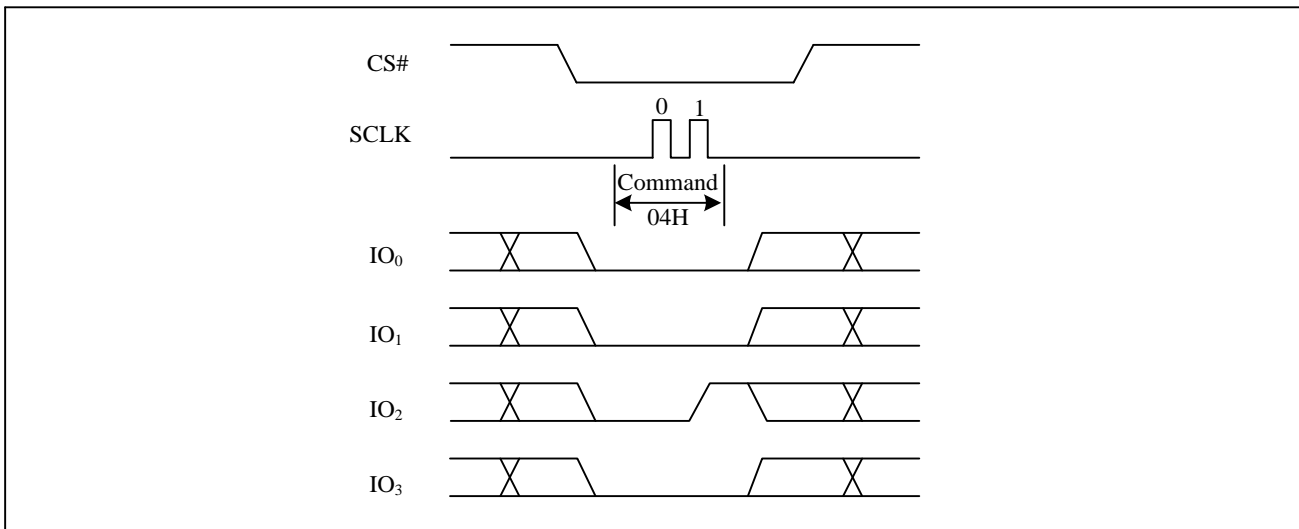 CS#
0 1
SCLK
Command
04H
IO₀
IO₁
IO₂
IO₃